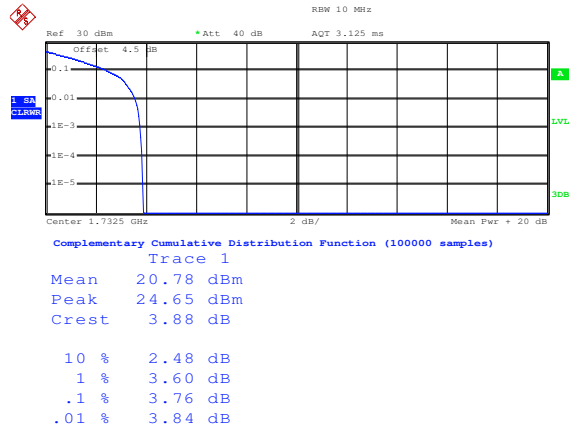 RBW 10 MHz
Ref 30 dBm *Att 40 dB AQT 3.125 ms
Offset 4.5 dB
0.1
A
0.01
1 SA
CLRWR
LVL
1E-3
1E-4
1E-5
3DB
Center 1.7325 GHz 2 dB/ Mean Pwr + 20 dB
Complementary Cumulative Distribution Function (100000 samples)
Trace 1
Mean 20.78 dBm
Peak 24.65 dBm
Crest 3.88 dB
10 % 2.48 dB
1 % 3.60 dB
.1 % 3.76 dB
.01 % 3.84 dB